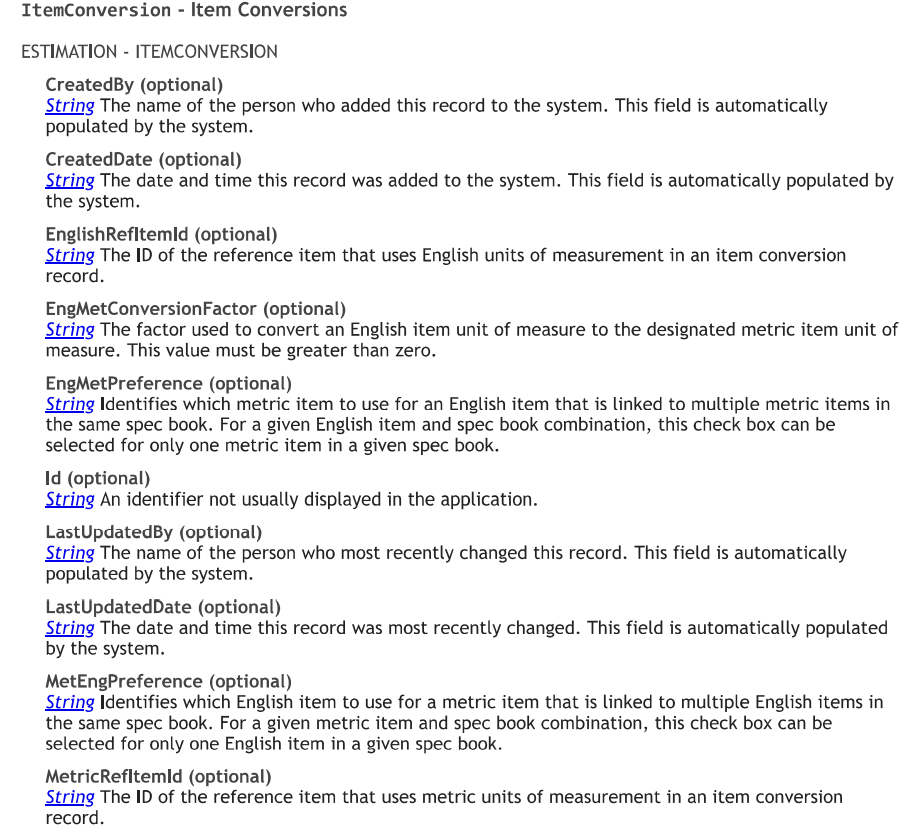 ItemConversion - Item Conversions
ESTIMATION - ITEMCONVERSION
CreatedBy (optional)
String The name of the person who added this record to the system. This field is automatically
populated by the system.
CreatedDate (optional)
String The date and time this record was added to the system. This field is automatically populated by
the system.
EnglishRefItemId (optional)
String The ID of the reference item that uses English units of measurement in an item conversion
record.
EngMetConversionFactor (optional)
String The factor used to convert an English item unit of measure to the designated metric item unit of
measure. This value must be greater than zero.
EngMetPreference (optional)
String Identifies which metric item to use for an English item that is linked to multiple metric items in
the same spec book. For a given English item and spec book combination, this check box can be
selected for only one metric item in a given spec book.
Id (optional)
String An identifier not usually displayed in the application.
LastUpdatedBy (optional)
String The name of the person who most recently changed this record. This field is automatically
populated by the system.
LastUpdatedDate (optional)
String The date and time this record was most recently changed. This field is automatically populated
by the system.
MetEngPreference (optional)
String Identifies which English item to use for a metric item that is linked to multiple English items in
the same spec book. For a given metric item and spec book combination, this check box can be
selected for only one English item in a given spec book.
MetricRefItemId (optional)
String The ID of the reference item that uses metric units of measurement in an item conversion
record.